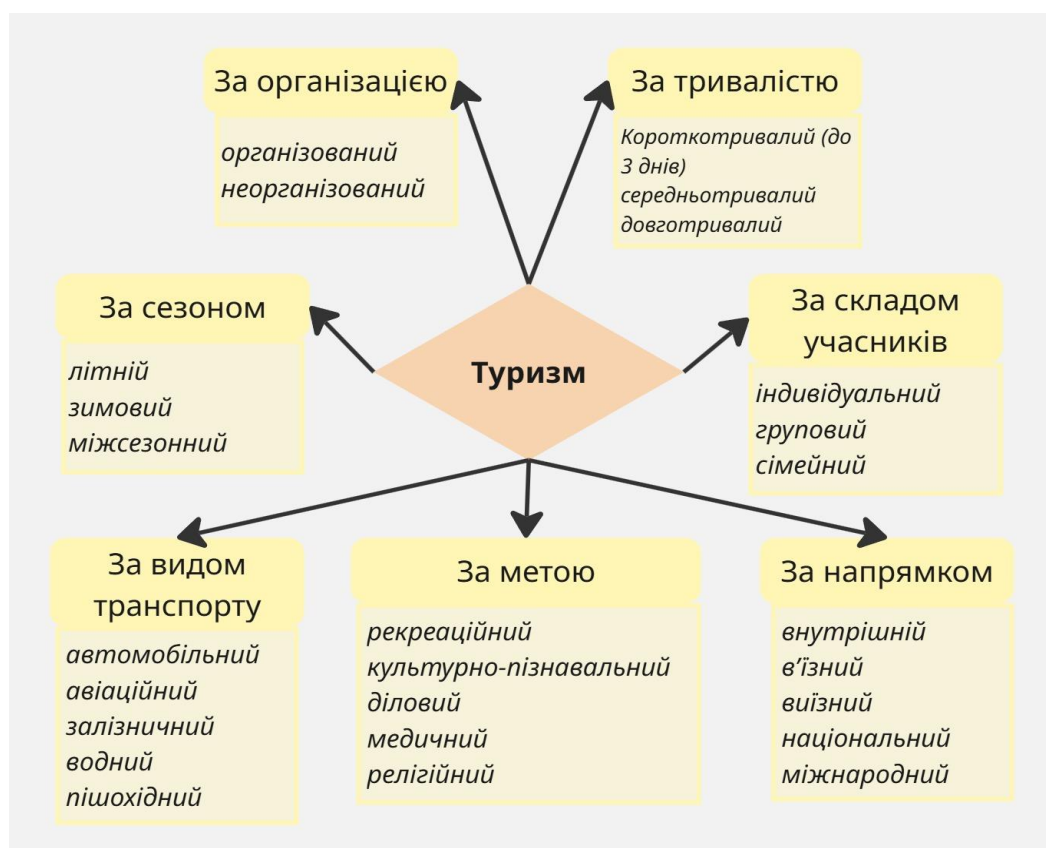 За організацією
організований
неорганізований
За тривалістю
Короткотривалий (до
3 днів)
середньотривалий
довготривалий
За сезоном
літній
зимовий
міжсезонний
Туризм
За складом
учасників
індивідуальний
груповий
сімейний
За видом
транспорту
автомобільний
авіаційний
залізничний
водний
пішохідний
За метою
рекреаційний
культурно-пізнавальний
діловий
медичний
релігійний
За напрямком
внутрішній
в’їзний
виїзний
національний
міжнародний